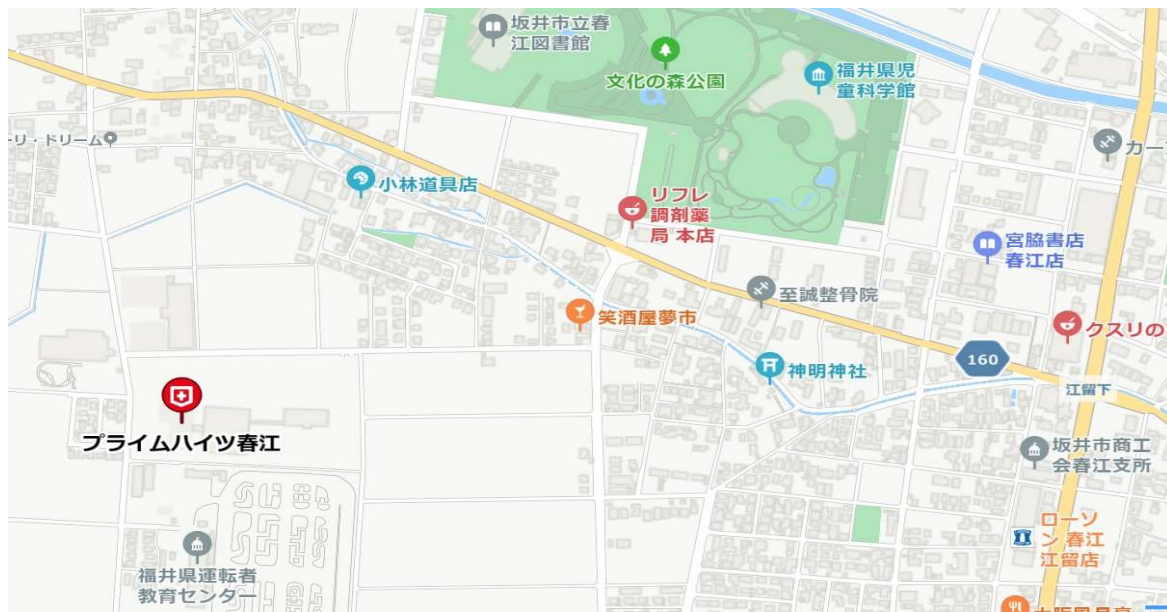 坂井市立春
江図書館
文化の森公園
福井県児
童科学館
ーリ・ドリーム
カー
小林道具店
リフレ
調剤薬
局 本店
宮脇書店
春江店
至誠整骨院
笑酒屋夢市
クスリの
160
神明神社
江留下
プライムハイツ春江
坂井市商工
会春江支所
ローソ
ン 春江
江留店
福井県運転者
教育センター